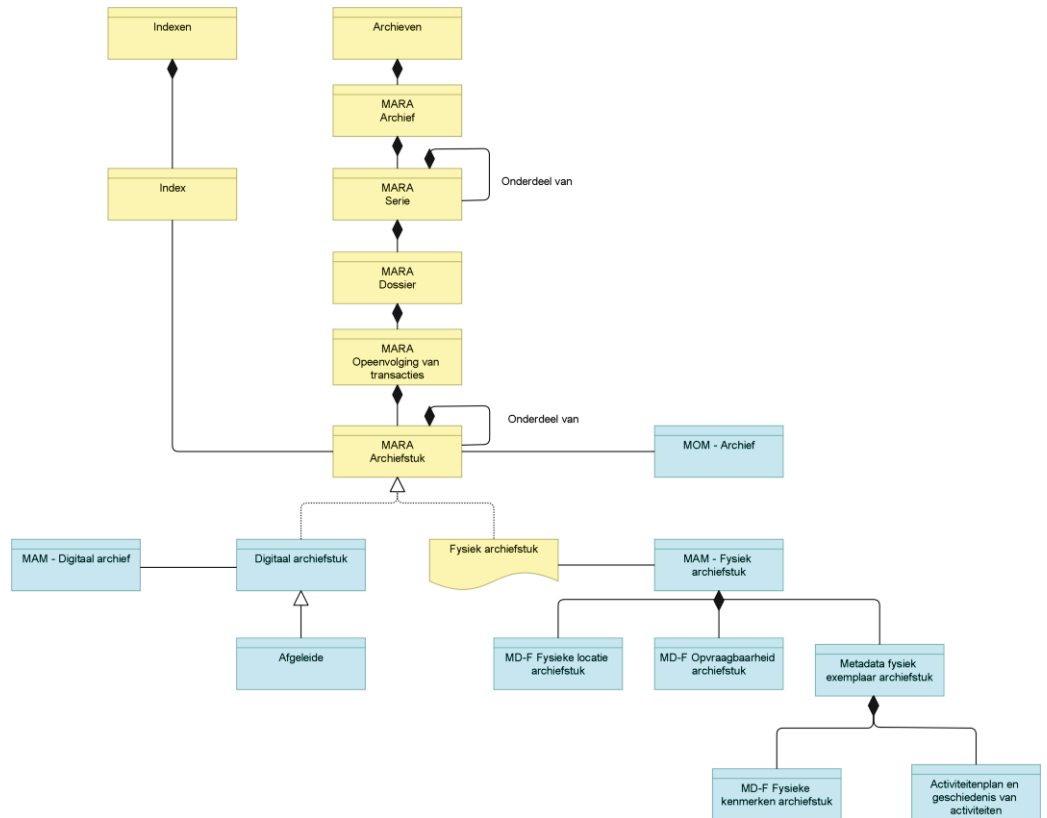 Indexen
Archieven
MARA
Archief
Index
MARA
Serie
Onderdeel van
MARA
Dossier
MARA
Opeenvolging van
transacties
Onderdeel van
MARA
Archiefstuk
MOM - Archief
MAM - Digitaal archief
Digitaal archiefstuk
Fysiek archiefstuk
MAM - Fysiek
archiefstuk
Afgeleide
MD-F Fysieke locatie
archiefstuk
MD-F Opvraagbaarheid
archiefstuk
Metadata fysiek
exemplaar archiefstuk
MD-F Fysieke
kenmerken archiefstuk
Activiteitenplan en
geschiedenis van
activiteiten